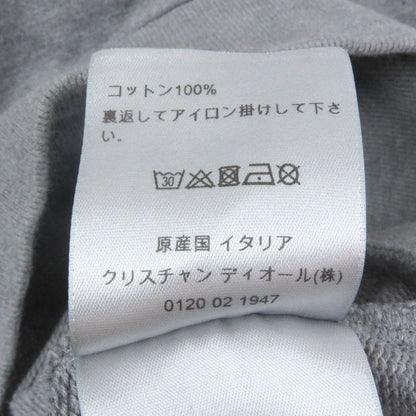 コットン100%
裏返してアイロン掛けして下さ
い。
30
原産国 イタリア
クリスチャン ディオール(株)
0120 02 1947